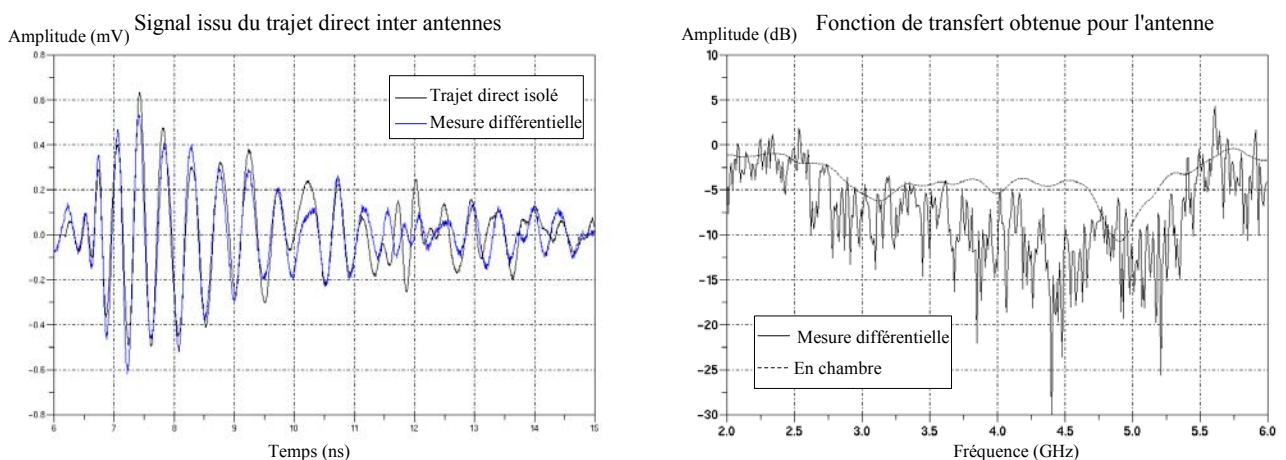 Signal issu du trajet direct inter antennes
Amplitude (mV)
0.8
0.6
0.4
0.2
0.0
-0.2
-0.4
-0.6
-0.8
Trajet direct isolé
Mesure différentielle
6 7 8 9 10 11 12 13 14 15
Temps (ns)
Fonction de transfert obtenue pour l'antenne
Amplitude (dB)
10
5
0
-5
-10
-15
-20
-25
-30
Mesure différentielle
En chambre
2.0 2.5 3.0 3.5 4.0 4.5 5.0 5.5 6.0
Fréquence (GHz)